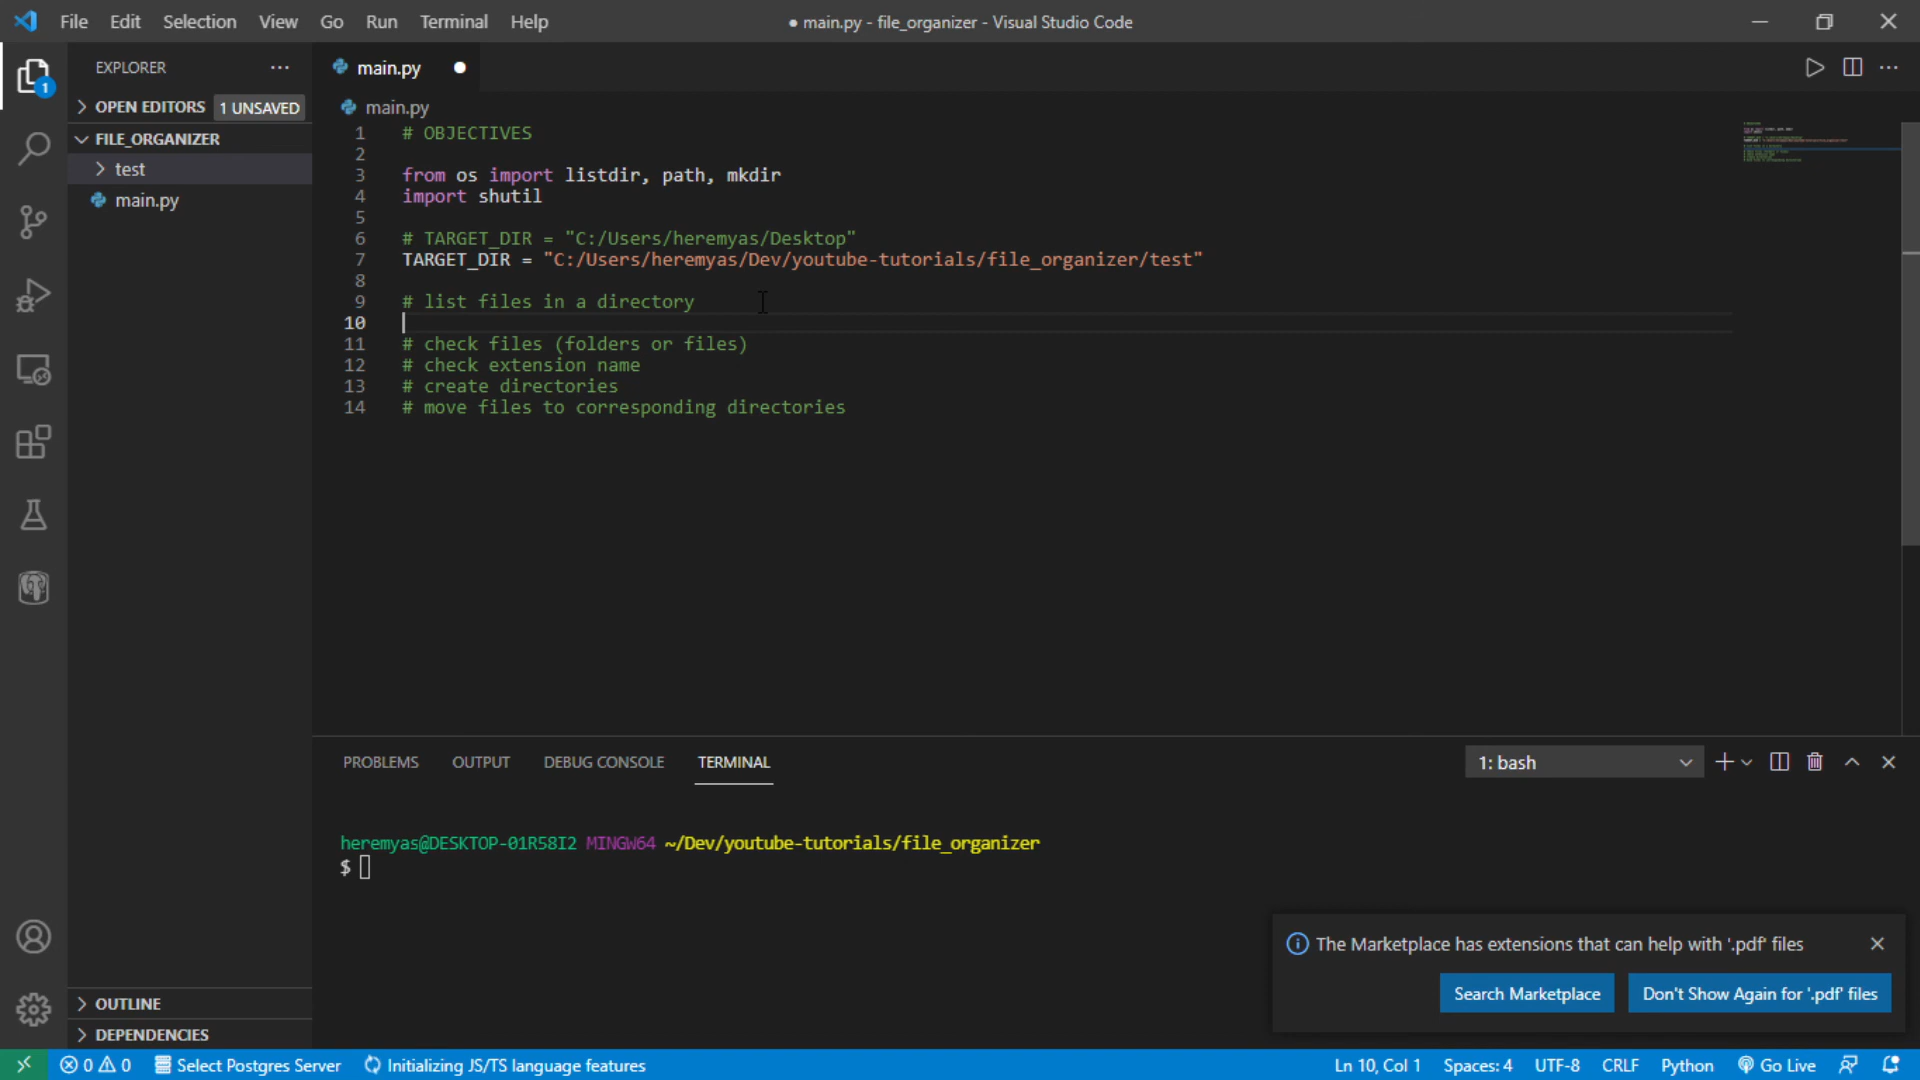 File Edit Selection View Go Run Terminal Help
● main.py - file_organizer - Visual Studio Code
EXPLORER
OPEN EDITORS 1 UNSAVED
FILE_ORGANIZER
test
main.py
OUTLINE
DEPENDENCIES
1
main.py
main.py
1 # OBJECTIVES
2
3 from os import listdir, path, mkdir
4 import shutil
5
6 # TARGET_DIR = "C:/Users/heremyas/Desktop"
7 TARGET_DIR = "C:/Users/heremyas/Dev/youtube-tutorials/file_organizer/test"
8
9 # list files in a directory
10
11 # check files (folders or files)
12 # check extension name
13 # create directories
14 # move files to corresponding directories
PROBLEMS OUTPUT DEBUG CONSOLE TERMINAL
1: bash
heremyas@DESKTOP-01R58I2 MINGW64 ~/Dev/youtube-tutorials/file_organizer
$
The Marketplace has extensions that can help with '.pdf' files
Search Marketplace Don't Show Again for '.pdf' files
0 0 Select Postgres Server Initializing JS/TS language features
Ln 10, Col 1 Spaces: 4 UTF-8 CRLF Python Go Live